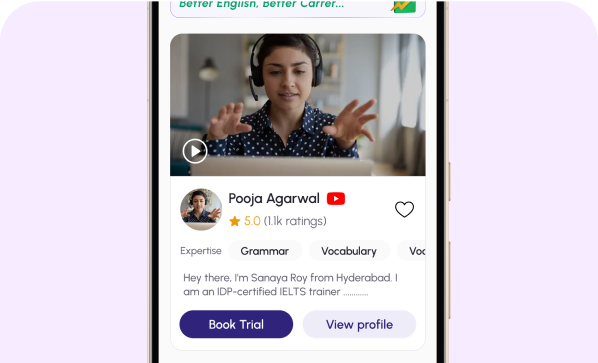 Better English, Better Carrer...
Pooja Agarwal
5.0 (1.1k ratings)
Expertise Grammar Vocabulary Voc
Hey there, I'm Sanaya Roy from Hyderabad. I
am an IDP-certified IELTS trainer ............
Book Trial View profile